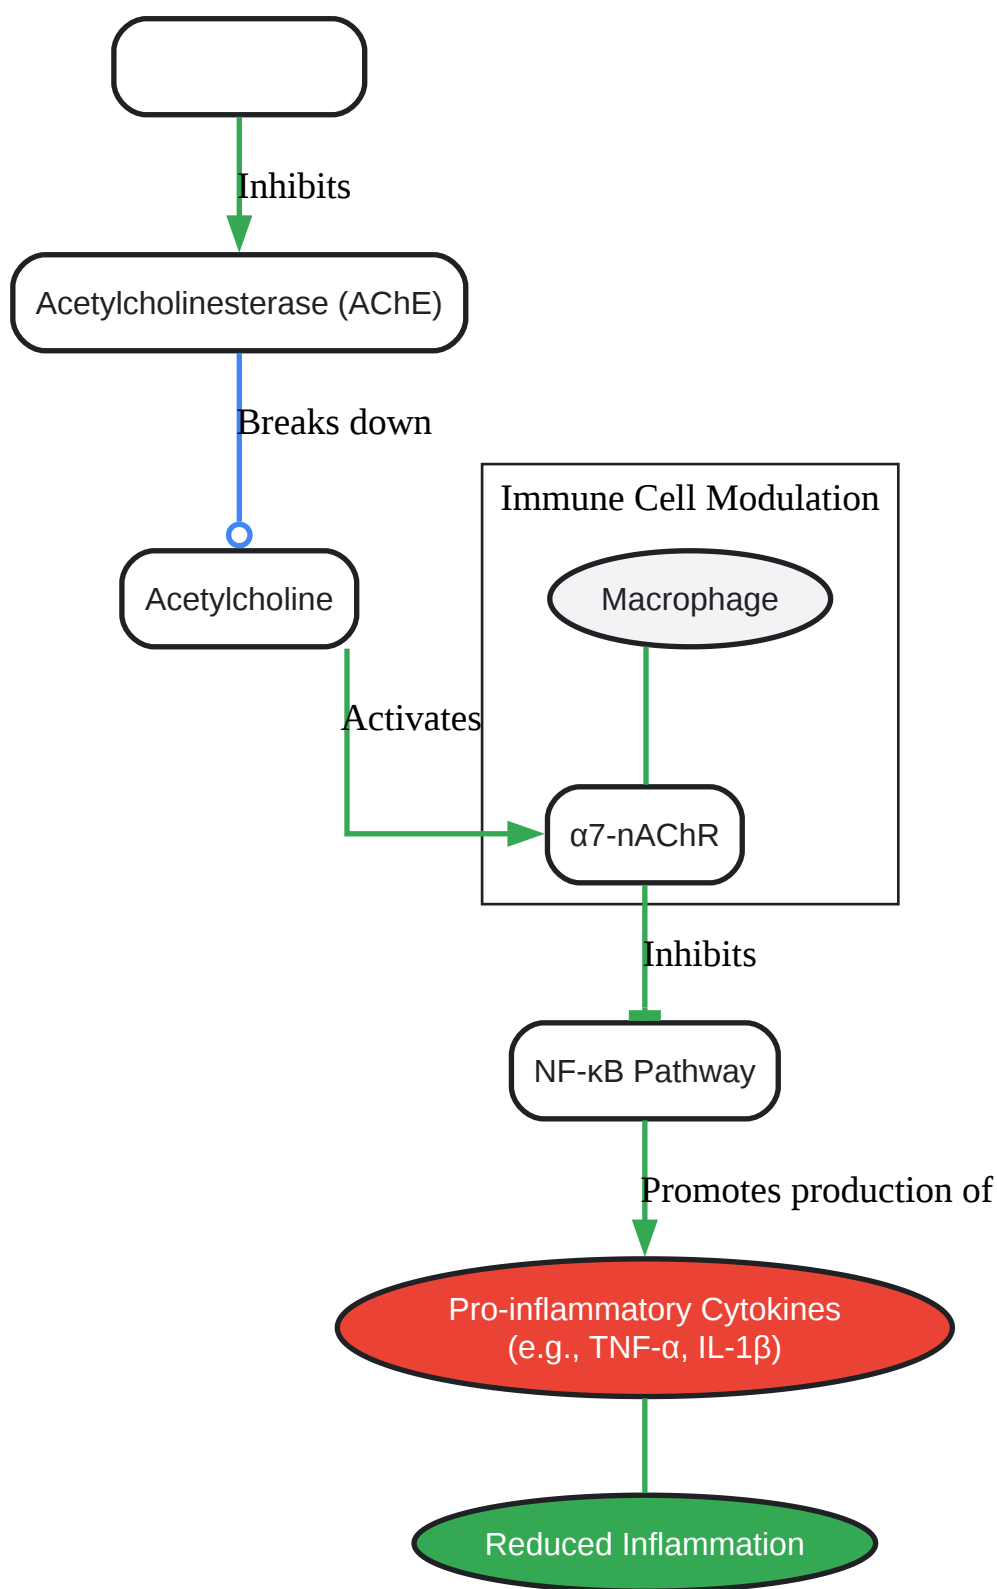 Inhibits
Acetylcholinesterase (AChE)
Breaks down
Immune Cell Modulation
Acetylcholine
Macrophage
Activates
α7-nAChR
Inhibits
NF-κB Pathway
Promotes production of
Pro-inflammatory Cytokines
(e.g., TNF-α, IL-1β)
Reduced Inflammation